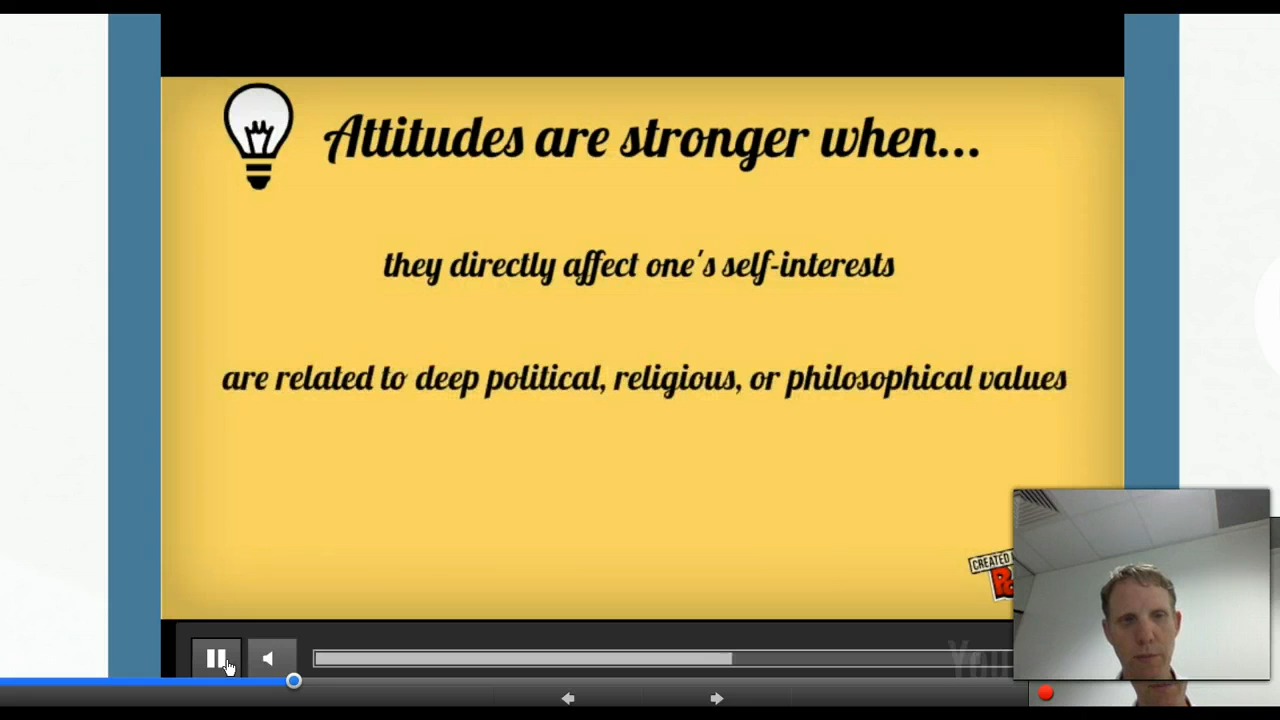 Attitudes are stronger when...
they directly affect one's self-interests
are related to deep political, religious, or philosophical values
CREATED
You